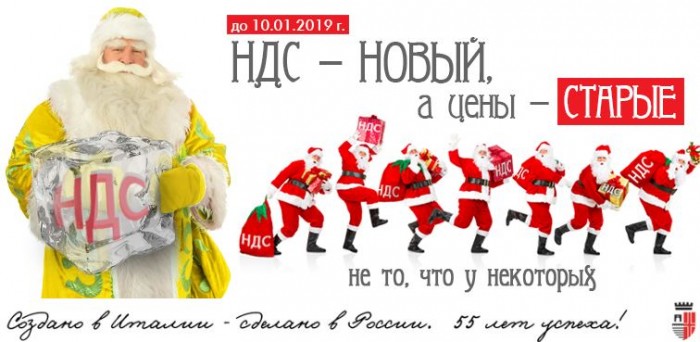 до 10.01.2019 г.
НДС – НОВЫЙ,
а цены – СТАРЫЕ
НДС
НДС
НДС
НДС
НДС
НДС
НДС
не то, что у некоторых
Создано в Италии - сделано в России. 55 лет успеха!